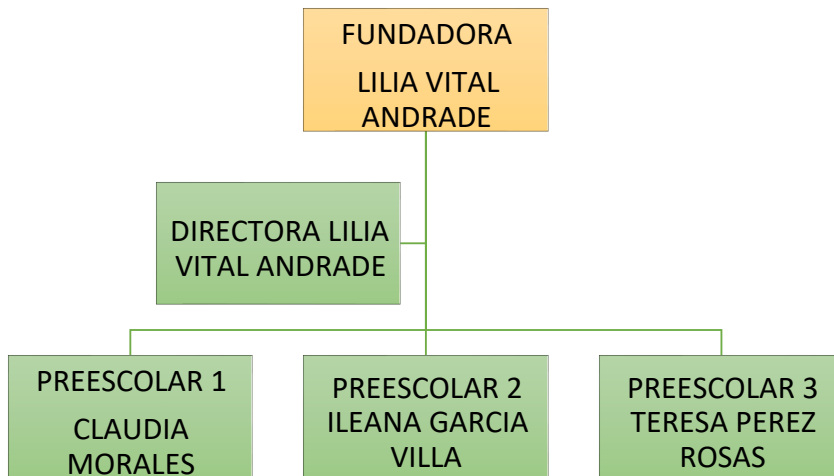 FUNDADORA
LILIA VITAL
ANDRADE
DIRECTORA LILIA
VITAL ANDRADE
PREESCOLAR 1
CLAUDIA
MORALES
PREESCOLAR 2
ILEANA GARCIA
VILLA
PREESCOLAR 3
TERESA PEREZ
ROSAS